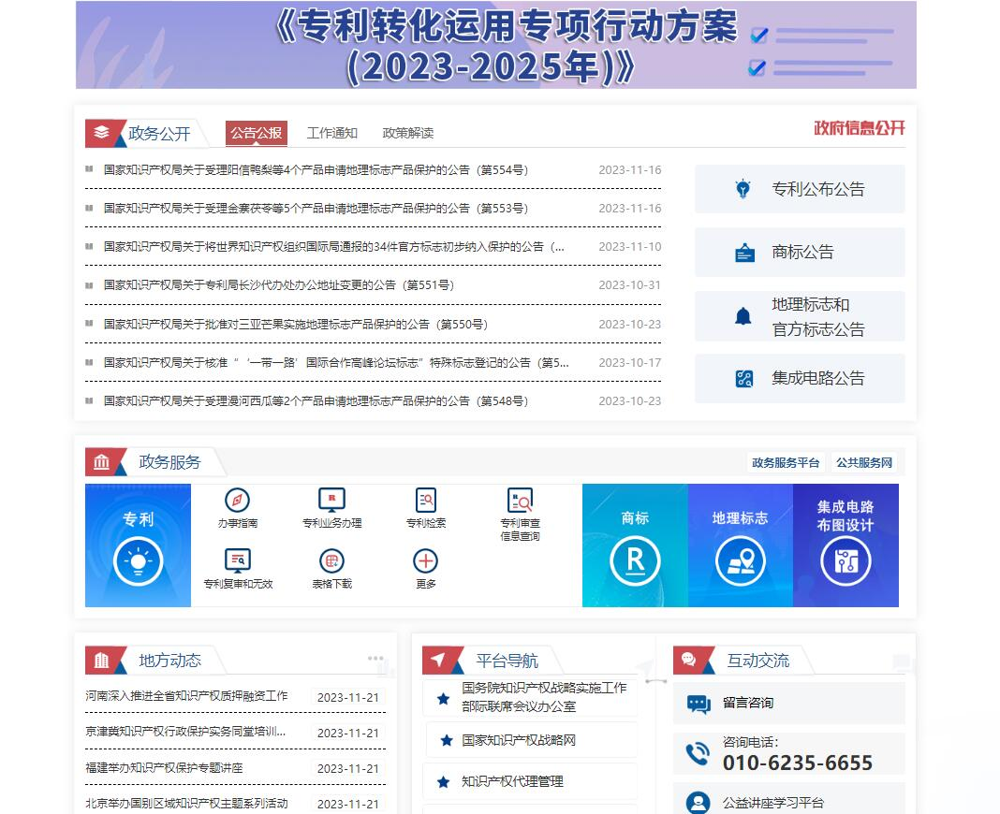 《专利转化运用专项行动方案
(2023-2025年)》
政务公开
公告公报
工作通知
政策解读
政府信息公开
国家知识产权局关于受理阳信鸭梨等4个产品申请地理标志产品保护的公告（第554号）
2023-11-16
国家知识产权局关于受理金寨茯苓等5个产品申请地理标志产品保护的公告（第553号）
2023-11-16
国家知识产权局关于将世界知识产权组织国际局通报的34件官方标志初步纳入保护的公告（...
2023-11-10
国家知识产权局关于专利局长沙代办处办公地址变更的公告（第551号）
2023-10-31
国家知识产权局关于批准对三亚芒果实施地理标志产品保护的公告（第550号）
2023-10-23
国家知识产权局关于核准“‘一带一路’国际合作高峰论坛标志”特殊标志登记的公告（第5...
2023-10-17
国家知识产权局关于受理漫河西瓜等2个产品申请地理标志产品保护的公告（第548号）
2023-10-23
专利公布公告
商标公告
地理标志和
官方标志公告
集成电路公告
政务服务
政务服务平台
公共服务网
专利
办事指南
专利业务办理
专利检索
专利审查
信息查询
专利复审和无效
表格下载
更多
商标
R
地理标志
集成电路
布图设计
地方动态
河南深入推进全省知识产权质押融资工作
2023-11-21
京津冀知识产权行政保护实务同堂培训...
2023-11-21
福建举办知识产权保护专题讲座
2023-11-21
北京举办国别区域知识产权主题系列活动
2023-11-21
平台导航
国务院知识产权战略实施工作
部际联席会议办公室
国家知识产权战略网
知识产权代理管理
互动交流
留言咨询
咨询电话：
010-6235-6655
公益讲座学习平台